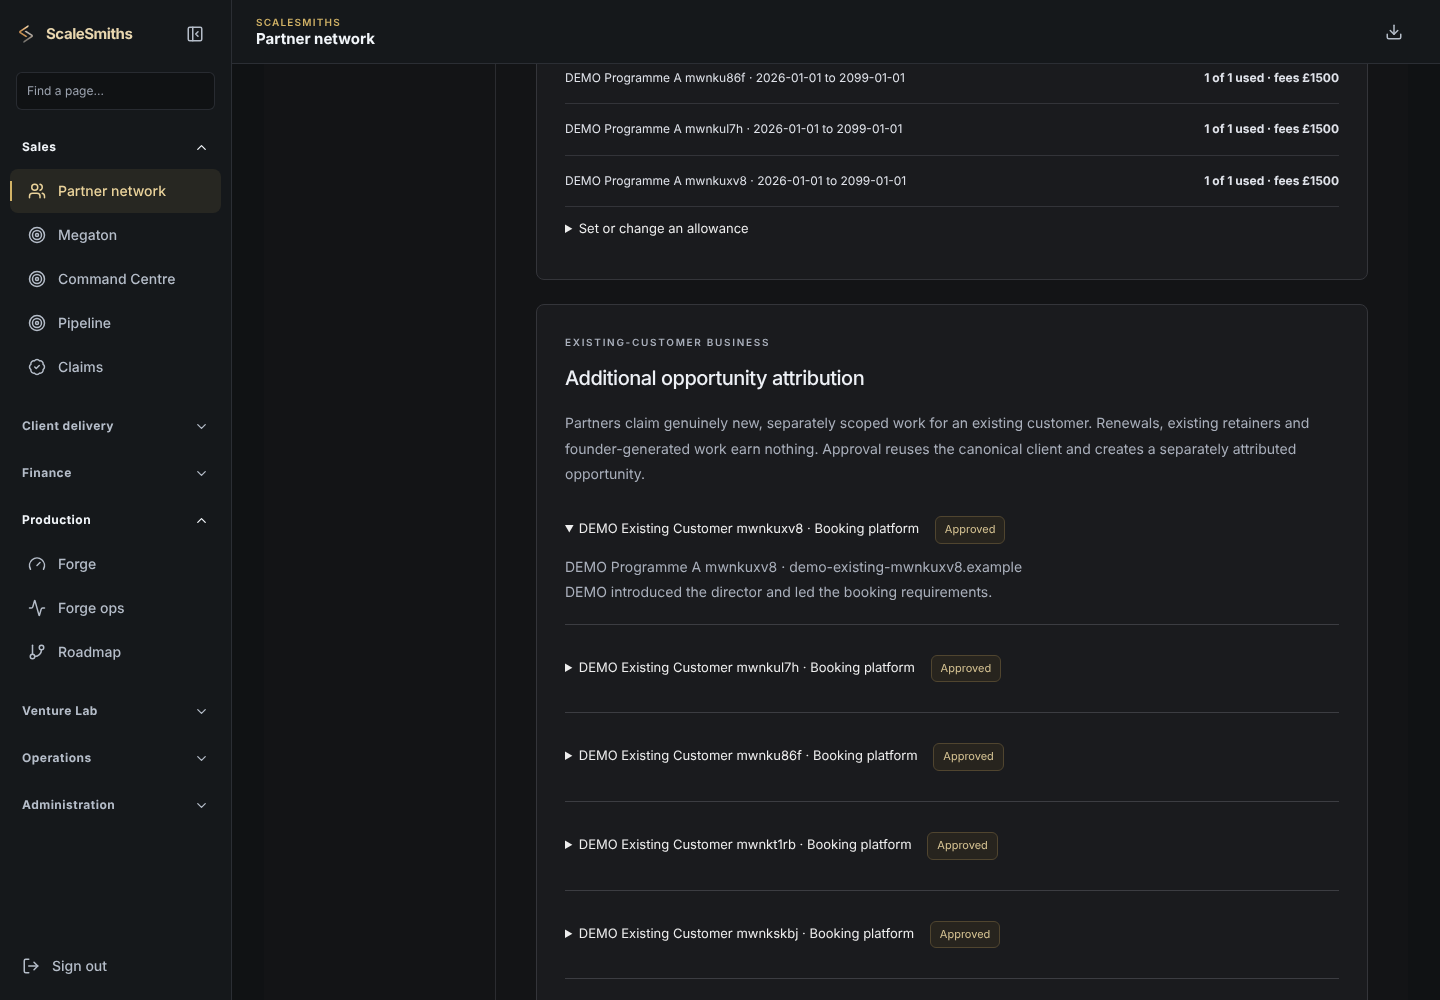 ScaleSmiths
Find a page...
Sales
Partner network
Megaton
Command Centre
Pipeline
Claims
Client delivery
Finance
Production
Forge
Forge ops
Roadmap
Venture Lab
Operations
Administration
Sign out
SCALESMITHS
Partner network
DEMO Programme A mwnku86f · 2026-01-01 to 2099-01-01 1 of 1 used · fees £1500
DEMO Programme A mwnkul7h · 2026-01-01 to 2099-01-01 1 of 1 used · fees £1500
DEMO Programme A mwnkuxv8 · 2026-01-01 to 2099-01-01 1 of 1 used · fees £1500
Set or change an allowance
EXISTING-CUSTOMER BUSINESS
Additional opportunity attribution
Partners claim genuinely new, separately scoped work for an existing customer. Renewals, existing retainers and
founder-generated work earn nothing. Approval reuses the canonical client and creates a separately attributed
opportunity.
DEMO Existing Customer mwnkuxv8 · Booking platform Approved
DEMO Programme A mwnkuxv8 · demo-existing-mwnkuxv8.example
DEMO introduced the director and led the booking requirements.
DEMO Existing Customer mwnkul7h · Booking platform Approved
DEMO Existing Customer mwnku86f · Booking platform Approved
DEMO Existing Customer mwnkt1rb · Booking platform Approved
DEMO Existing Customer mwnkskbj · Booking platform Approved